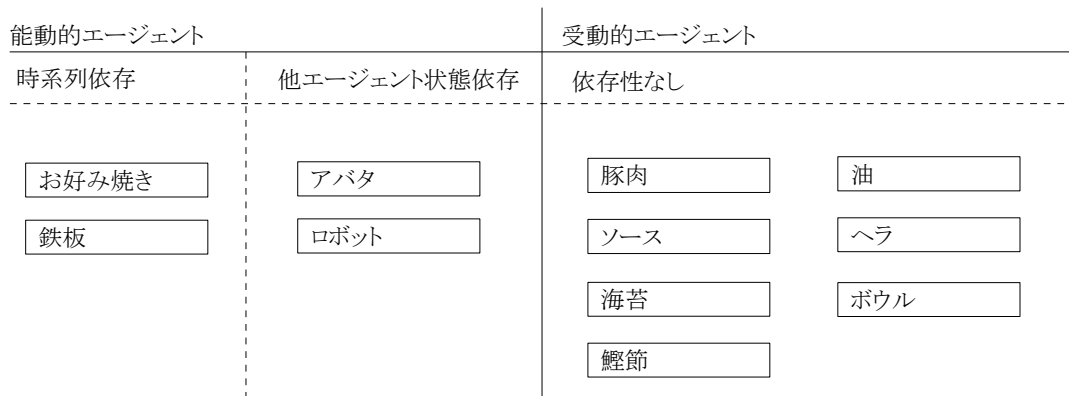 能動的エージェント
受動的エージェント
時系列依存
他エージェント状態依存
依存性なし
お好み焼き
アバタ
豚肉
油
鉄板
ロボット
ソース
ヘラ
海苔
ボウル
鰹節